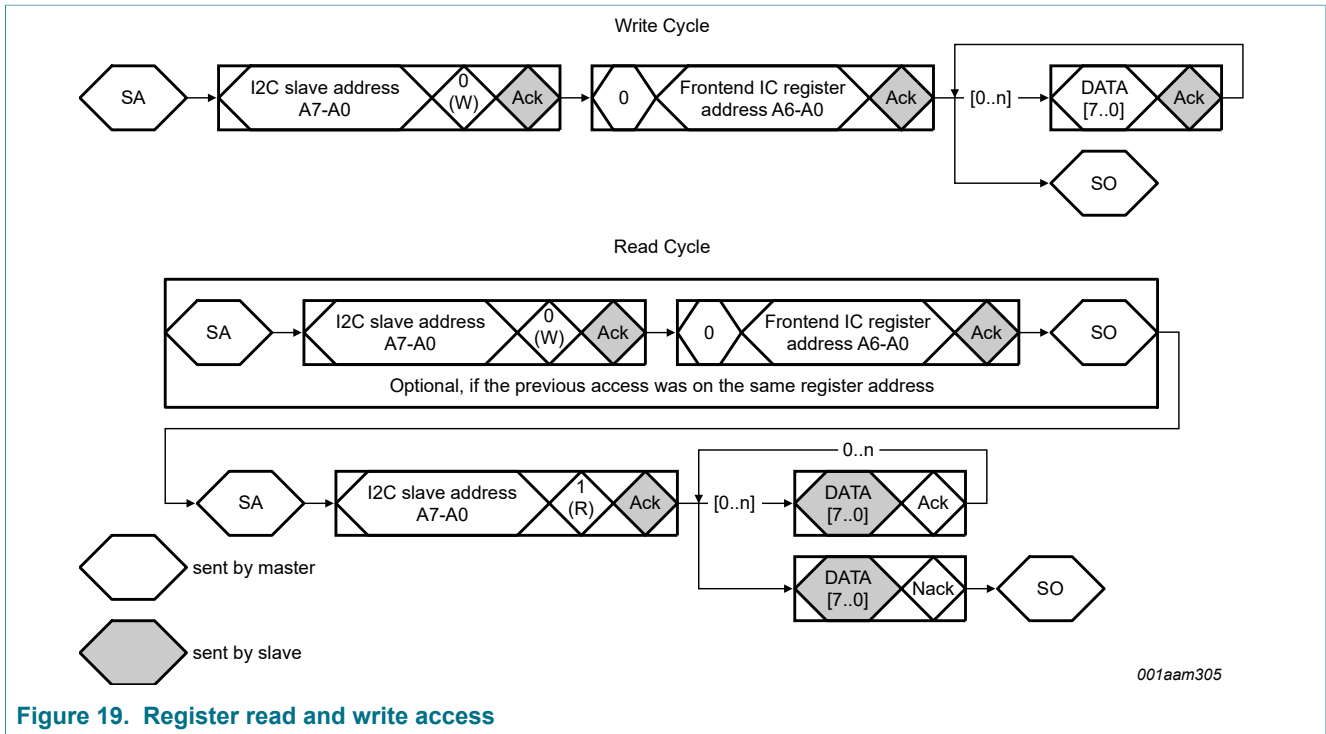 Write Cycle
SA
I2C slave address
A7-A0
0
(W)
Ack
0
Frontend IC register
address A6-A0
Ack
[0..n]
DATA
[7..0]
Ack
SO
Read Cycle
SA
I2C slave address
A7-A0
0
(W)
Ack
0
Frontend IC register
address A6-A0
Ack
SO
Optional, if the previous access was on the same register address
SA
I2C slave address
A7-A0
1
(R)
Ack
[0..n]
0..n
DATA
[7..0]
Ack
DATA
[7..0]
Nack
SO
sent by master
sent by slave
001aam305
Figure 19. Register read and write access